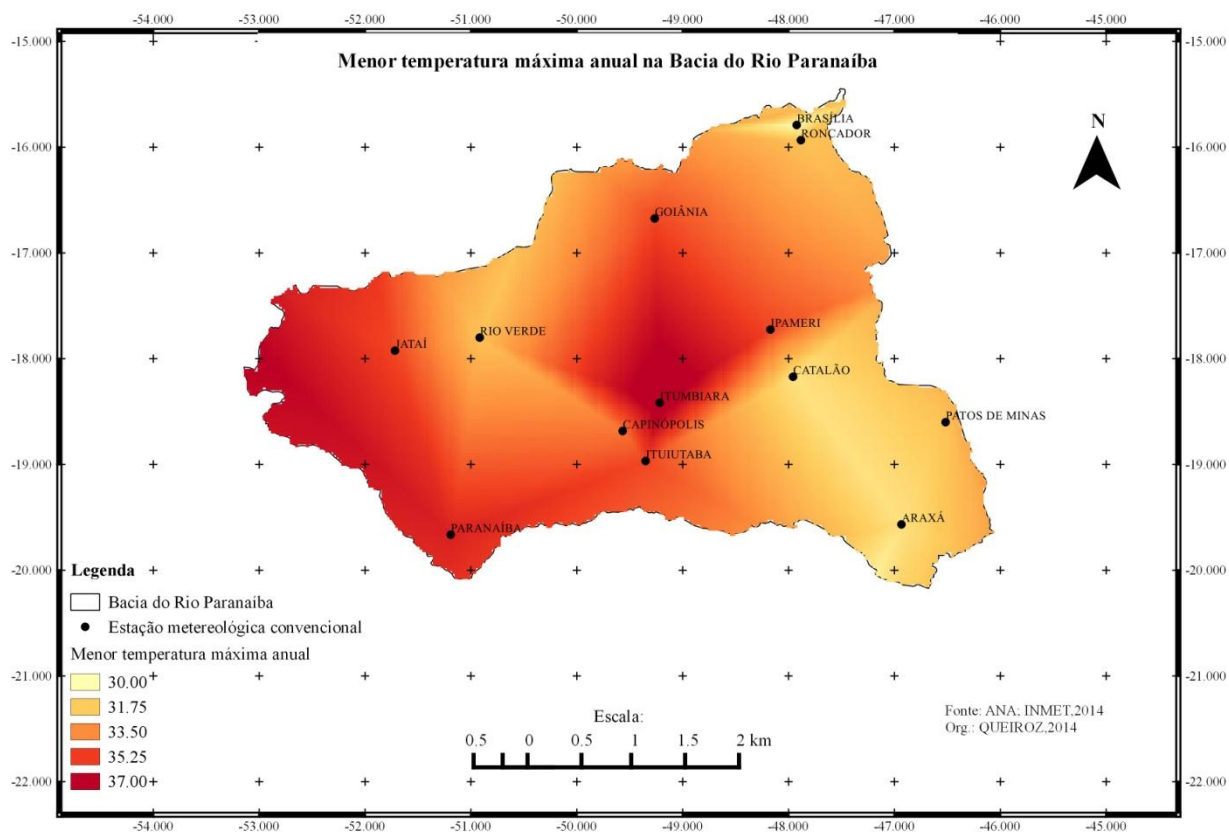 -54.000 -53.000 -52.000 -51.000 -50.000 -49.000 -48.000 -47.000 -46.000 -45.000
-15.000 -15.000
Menor temperatura máxima anual na Bacia do Rio Paranaíba
BRASÍLIA
RONCADOR
N
-16.000 -16.000
GOIÂNIA
-17.000 -17.000
IPAMERI
RIO VERDE
JATAÍ
-18.000 -18.000
CATALÃO
ITUMBIARA
PATOS DE MINAS
CAPINÓPOLIS
ITUIUTABA
-19.000 -19.000
ARAXÁ
PARANAÍBA
-20.000 -20.000
Legenda
Bacia do Rio Paranaíba
Estação metereológica convencional
Menor temperatura máxima anual
-21.000 -21.000
30.00
31.75
33.50
35.25
37.00
Escala:
0.5 0 0.5 1 1.5 2 km
Fonte: ANA; INMET,2014
Org.: QUEIROZ,2014
-22.000 -22.000
-54.000 -53.000 -52.000 -51.000 -50.000 -49.000 -48.000 -47.000 -46.000 -45.000